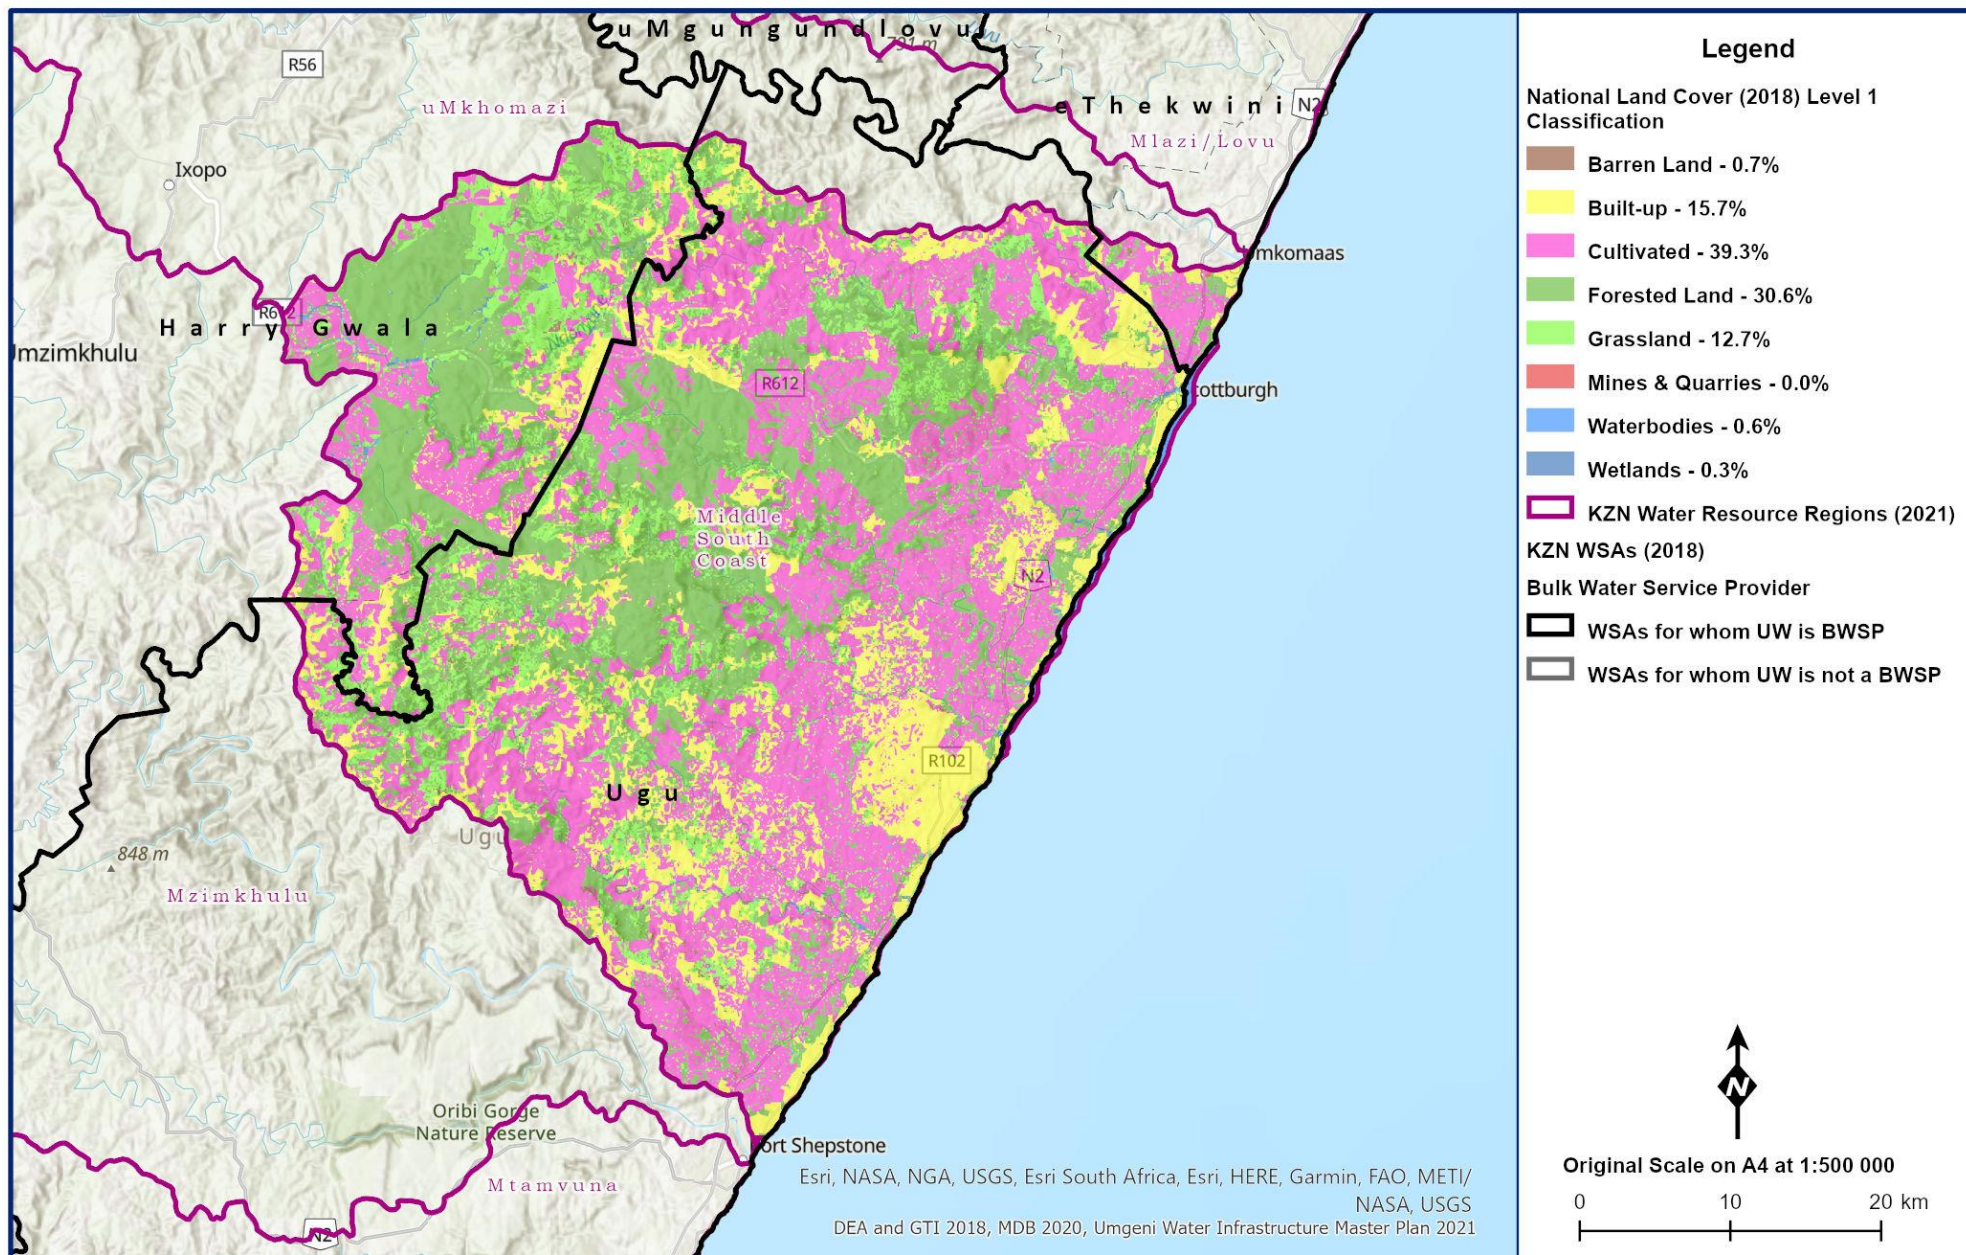 uMgungundlovu
791 m
R56
uMkhomazi
eThekwini
N2
Mlazi/Lovu
Ixopo
mkomaas
R612
Harry Gwala
Umzimkhulu
R612
cottburgh
Middle
South
Coast
N2
R102
Ugu
Ugu
848 m
Mzimkhulu
Oribi Gorge
Nature Reserve
Port Shepstone
Mtamvuna
N2
Esri, NASA, NGA, USGS, Esri South Africa, Esri, HERE, Garmin, FAO, METI/
NASA, USGS
DEA and GTI 2018, MDB 2020, Umgeni Water Infrastructure Master Plan 2021
Legend
National Land Cover (2018) Level 1
Classification
Barren Land - 0.7%
Built-up - 15.7%
Cultivated - 39.3%
Forested Land - 30.6%
Grassland - 12.7%
Mines & Quarries - 0.0%
Waterbodies - 0.6%
Wetlands - 0.3%
KZN Water Resource Regions (2021)
KZN WSAs (2018)
Bulk Water Service Provider
WSAs for whom UW is BWSP
WSAs for whom UW is not a BWSP
N
Original Scale on A4 at 1:500 000
0 10 20 km